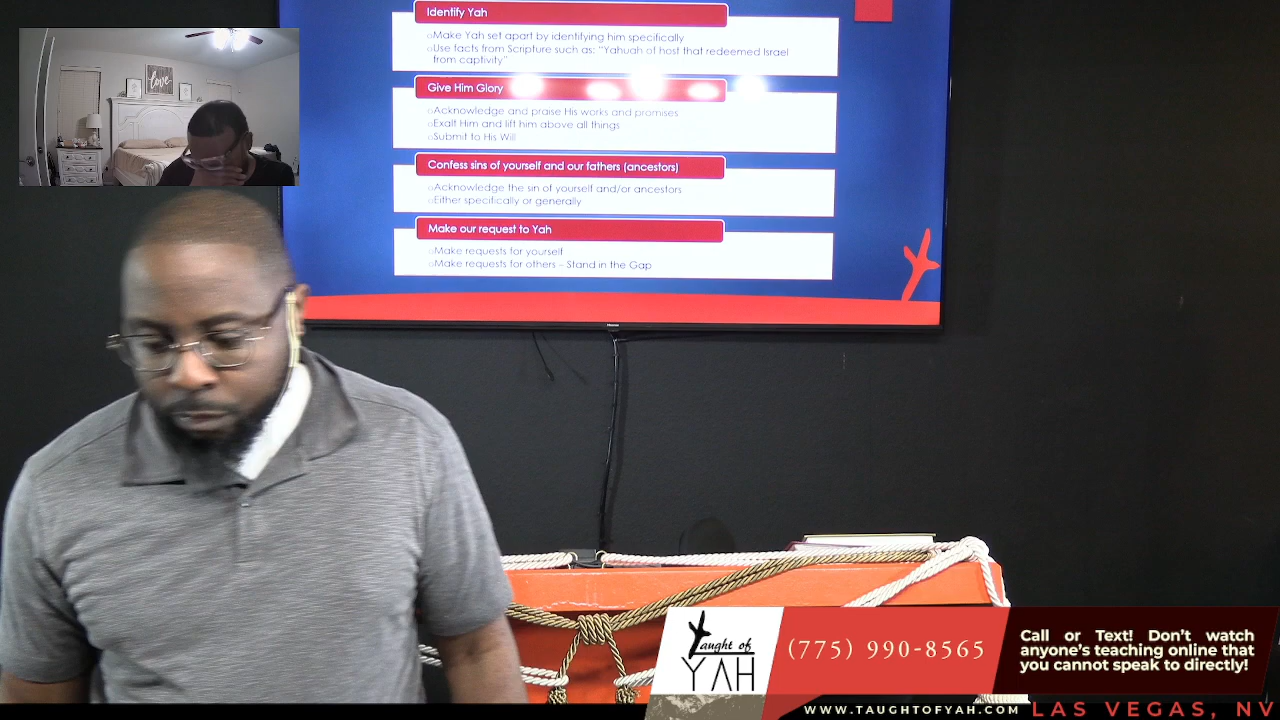 love
Identify Yah
Make Yah set apart by identifying him specifically
Use facts from Scripture such as: "Yahuah of host that redeemed Israel
from captivity"
Give Him Glory
Acknowledge and praise His works and promises
Exalt Him and lift him above all things
Submit to His Will
Confess sins of yourself and our fathers (ancestors)
Acknowledge the sin of yourself and/or ancestors
Either specifically or generally
Make our request to Yah
Make requests for yourself
Make requests for others – Stand in the Gap
Hisense
Taught of
YAH
(775) 990-8565
Call or Text! Don't watch
anyone's teaching online that
you cannot speak to directly!
WWW.TAUGHTOFYAH.COM LAS VEGAS, NV